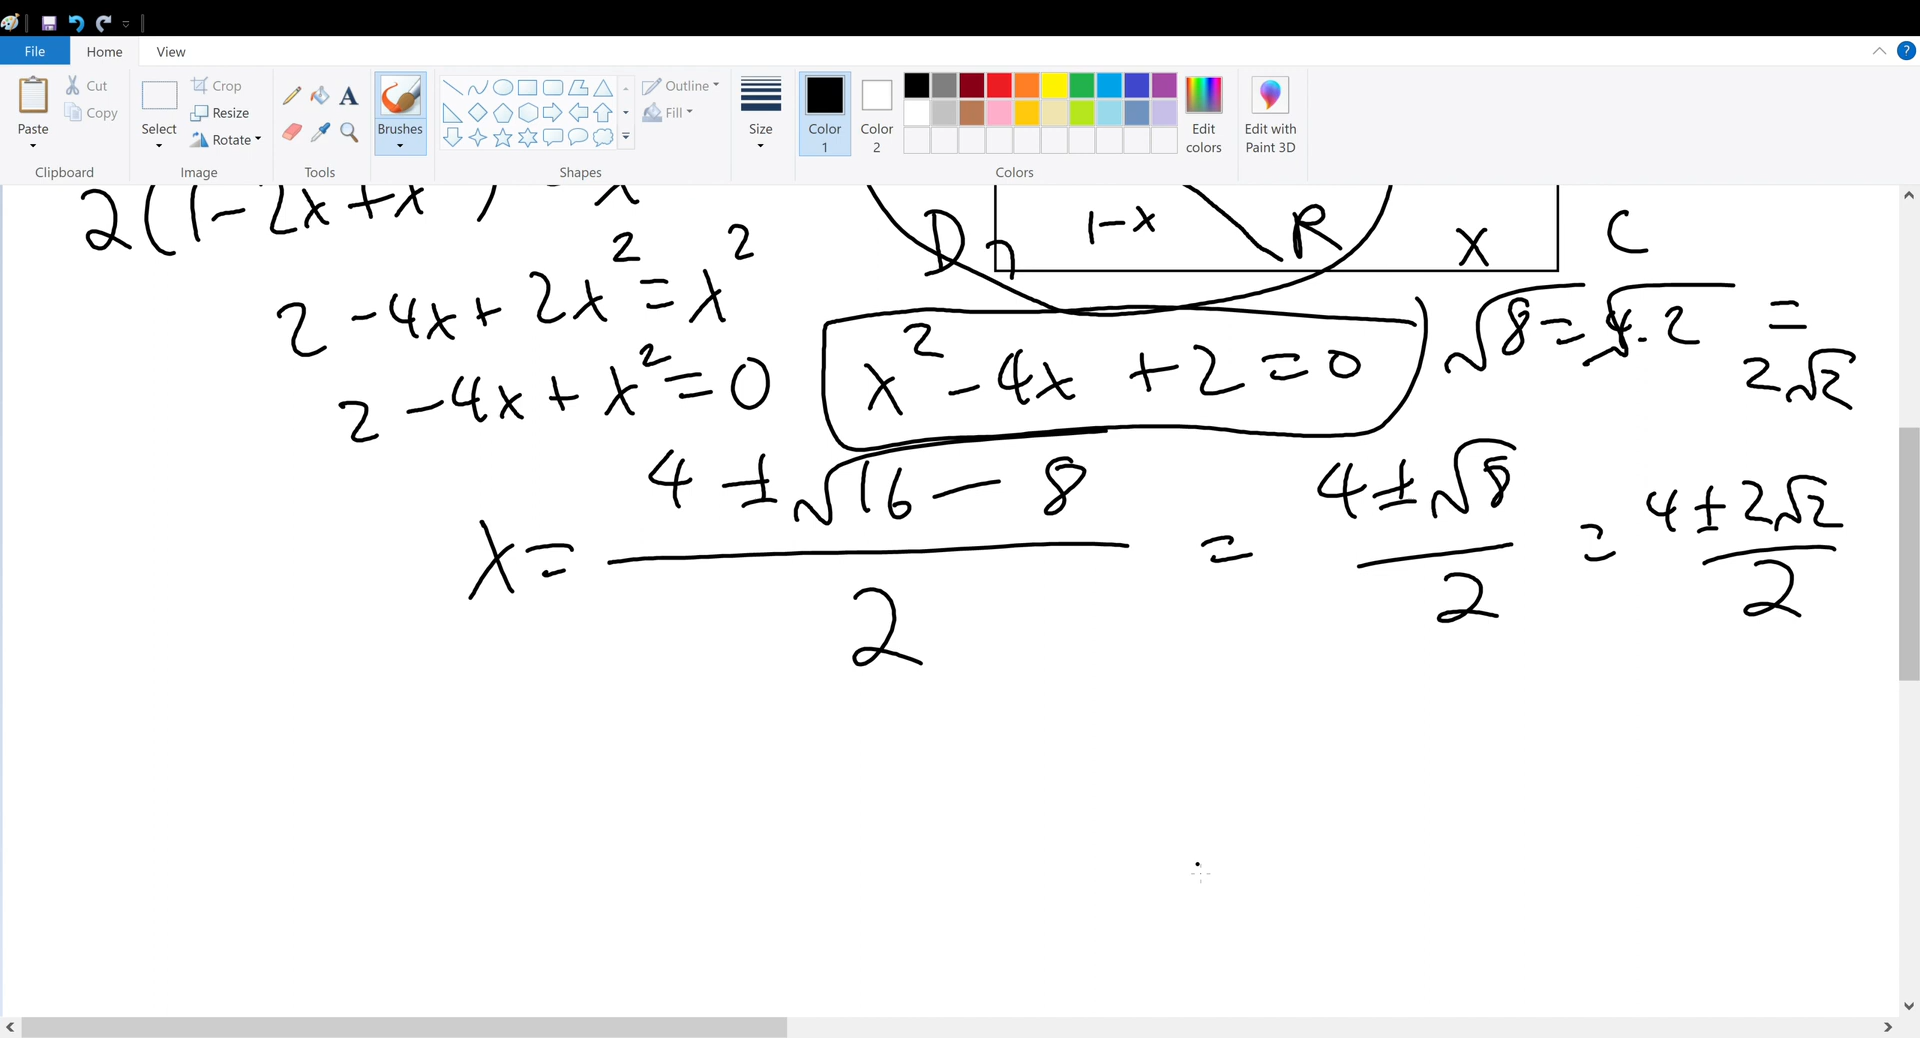 File Home View
Paste Cut Copy Select Crop Resize Rotate Brushes Outline Fill Size Color 1 Color 2 Edit colors Edit with Paint 3D
Clipboard Image Tools Shapes Colors
2(1-2x+x
D 1-x R x C
2 -4x + 2x² = x²
2 -4x + x² = 0
x² - 4x + 2 = 0
√8 = √4·2 =
2√2
x = 4 ± √16 - 8 / 2 = 4 ± √8 / 2 = 4 ± 2√2 / 2